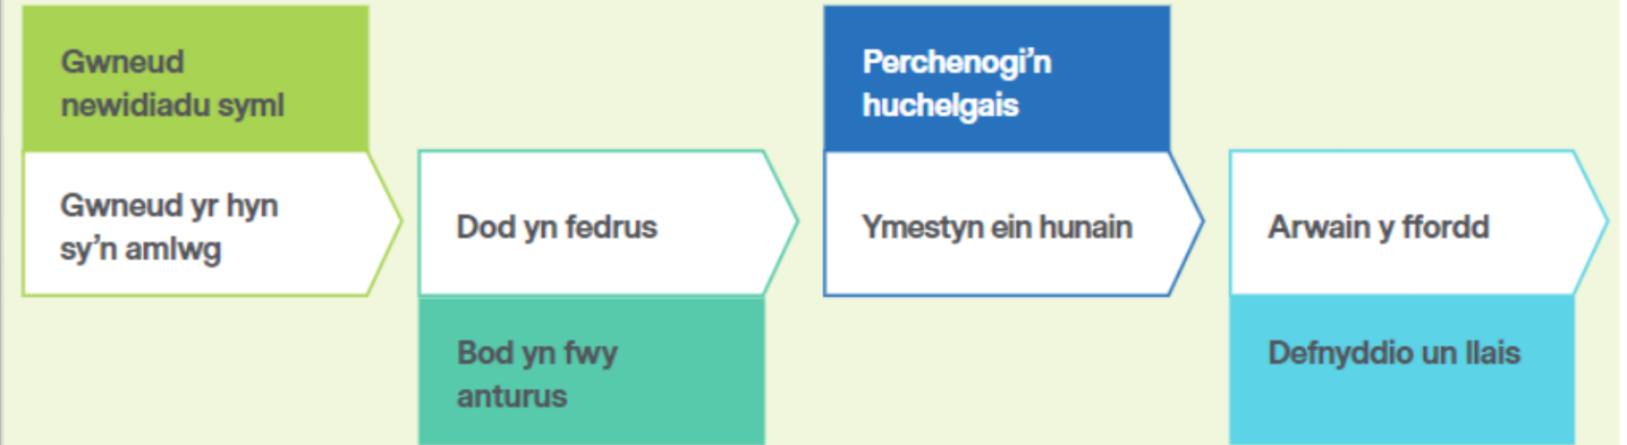 Gwneud
newidiadu syml
Gwneud yr hyn
sy’n amlwg
Dod yn fedrus
Bod yn fwy
anturus
Perchenogi’n
huchelgais
Ymestyn ein hunain
Arwain y ffordd
Defnyddio un llais